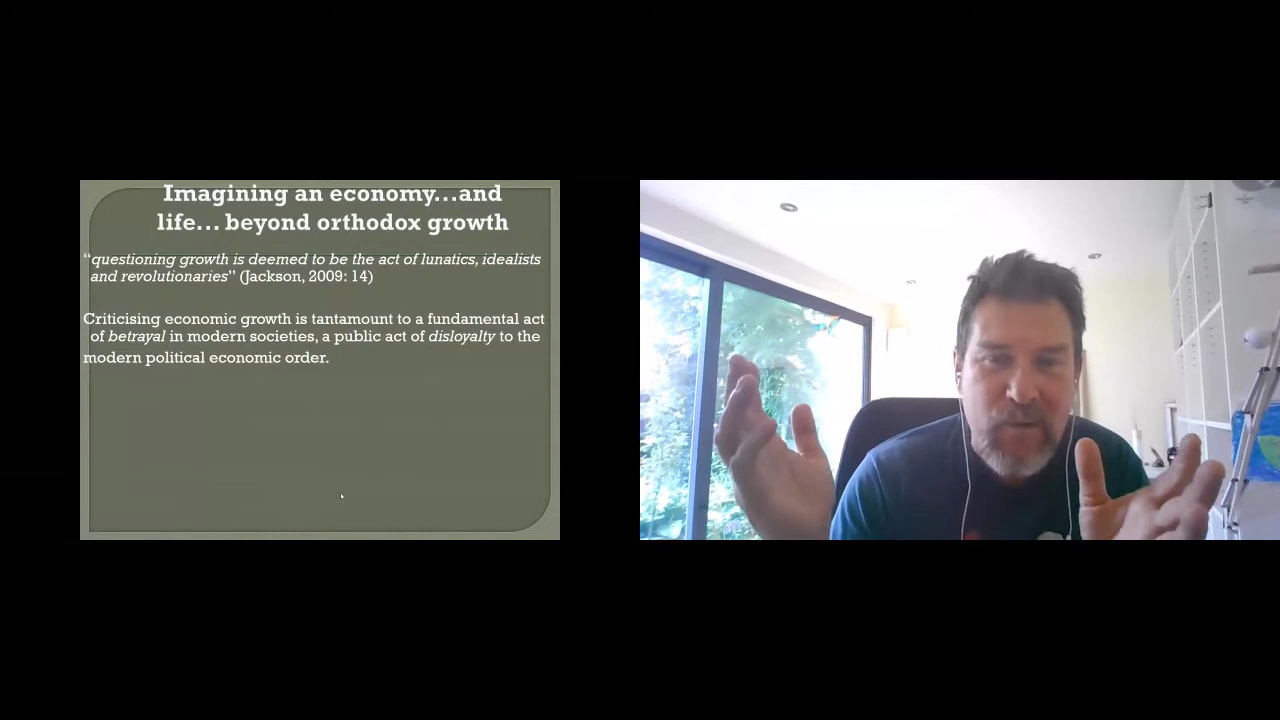 Imagining an economy...and
life... beyond orthodox growth
“questioning growth is deemed to be the act of lunatics, idealists
and revolutionaries” (Jackson, 2009: 14)
Criticising economic growth is tantamount to a fundamental act
of betrayal in modern societies, a public act of disloyalty to the
modern political economic order.